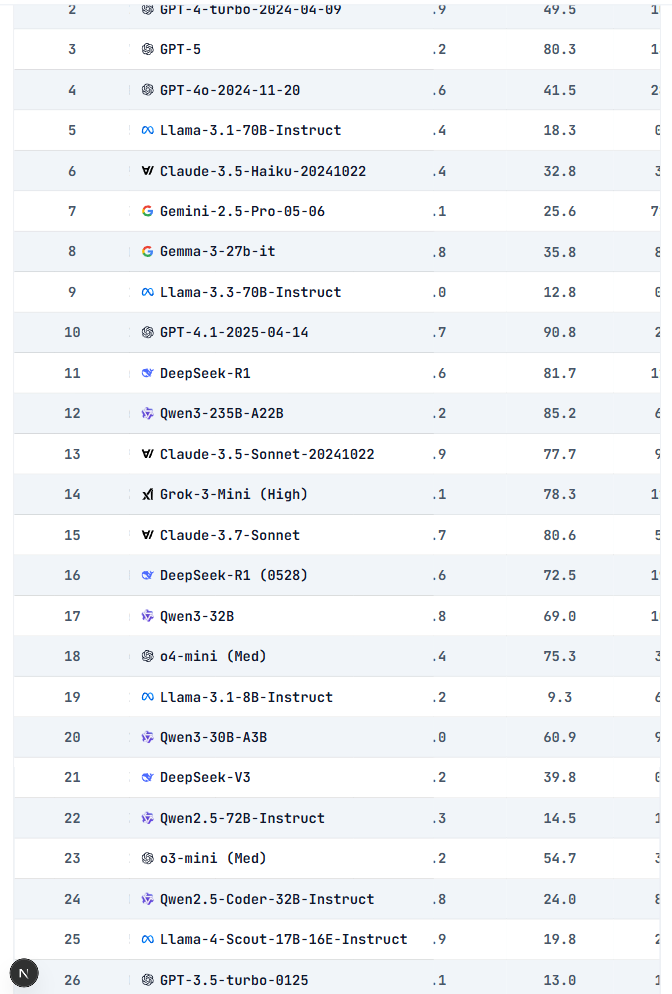 2 GPT-4-turbo-2024-04-09 .9 49.5 1
3 GPT-5 .2 80.3 1
4 GPT-4o-2024-11-20 .6 41.5 2
5 Llama-3.1-70B-Instruct .4 18.3 0
6 Claude-3.5-Haiku-20241022 .4 32.8 3
7 Gemini-2.5-Pro-05-06 .1 25.6 7
8 Gemma-3-27b-it .8 35.8 8
9 Llama-3.3-70B-Instruct .0 12.8 0
10 GPT-4.1-2025-04-14 .7 90.8 2
11 DeepSeek-R1 .6 81.7 1
12 Qwen3-235B-A22B .2 85.2 6
13 Claude-3.5-Sonnet-20241022 .9 77.7 9
14 Grok-3-Mini (High) .1 78.3 1
15 Claude-3.7-Sonnet .7 80.6 5
16 DeepSeek-R1 (0528) .6 72.5 1
17 Qwen3-32B .8 69.0 1
18 o4-mini (Med) .4 75.3 3
19 Llama-3.1-8B-Instruct .2 9.3 6
20 Qwen3-30B-A3B .0 60.9 9
21 DeepSeek-V3 .2 39.8 0
22 Qwen2.5-72B-Instruct .3 14.5 1
23 o3-mini (Med) .2 54.7 3
24 Qwen2.5-Coder-32B-Instruct .8 24.0 8
25 Llama-4-Scout-17B-16E-Instruct .9 19.8 2
N
26 GPT-3.5-turbo-0125 .1 13.0 1